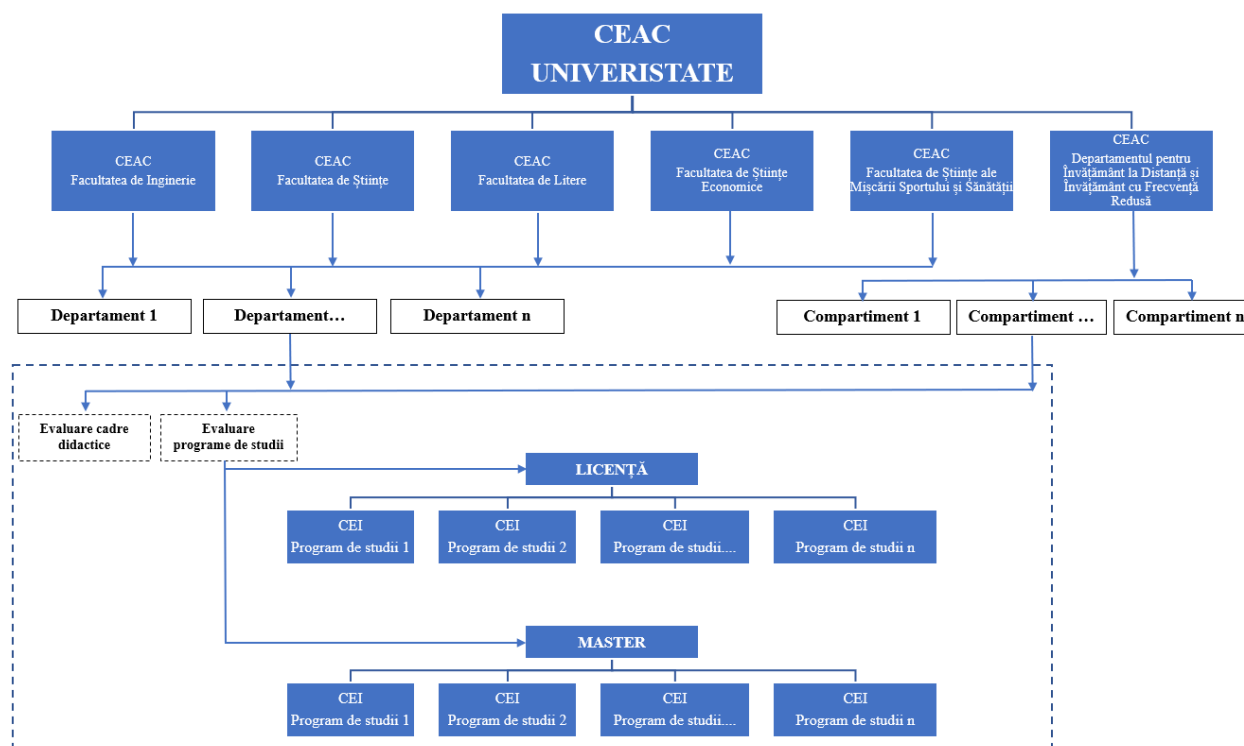 CEAC
UNIVERISTATE
CEAC
Facultatea de Inginerie
CEAC
Facultatea de Științe
CEAC
Facultatea de Litere
CEAC
Facultatea de Științe
Economice
CEAC
Facultatea de Științe ale
Mișcării Sportului și Sănătății
CEAC
Departamentul pentru
Învățământ la Distanță și
Învățământ cu Frecvență
Redusă
Departament 1
Departament…
Departament n
Compartiment 1
Compartiment …
Compartiment n
Evaluare cadre
didactice
Evaluare
programe de studii
LICENȚĂ
CEI
Program de studii 1
CEI
Program de studii 2
CEI
Program de studii....
CEI
Program de studii n
MASTER
CEI
Program de studii 1
CEI
Program de studii 2
CEI
Program de studii....
CEI
Program de studii n